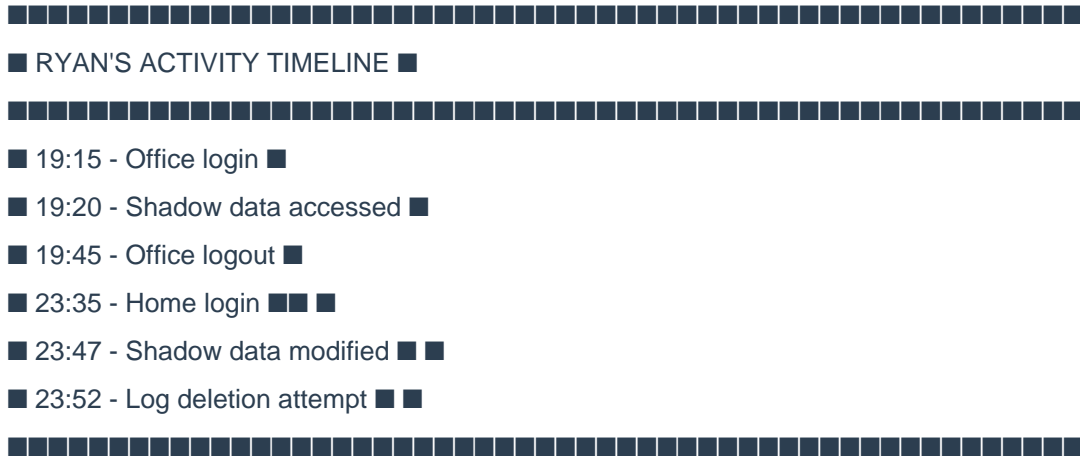 ■■■■■■■■■■■■■■■■■■■■■■■■■■■■■■■■■■■■■■■■■■■■■■■■■■■■■
■ RYAN'S ACTIVITY TIMELINE ■
■■■■■■■■■■■■■■■■■■■■■■■■■■■■■■■■■■■■■■■■■■■■■■■■■■■■■
■ 19:15 - Office login ■
■ 19:20 - Shadow data accessed ■
■ 19:45 - Office logout ■
■ 23:35 - Home login ■■ ■
■ 23:47 - Shadow data modified ■ ■
■ 23:52 - Log deletion attempt ■ ■
■■■■■■■■■■■■■■■■■■■■■■■■■■■■■■■■■■■■■■■■■■■■■■■■■■■■■